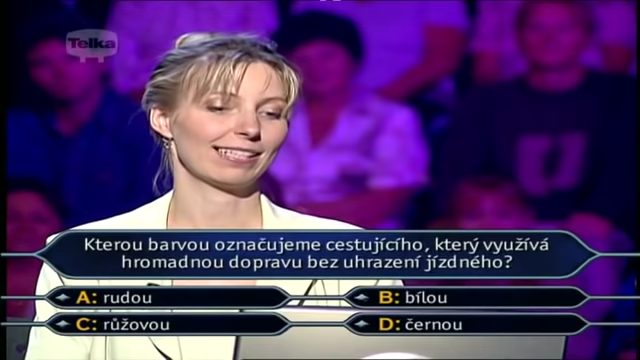 Telka
Kterou barvou označujeme cestujícího, který využívá
hromadnou dopravu bez uhrazení jízdného?
A: rudou
B: bílou
C: růžovou
D: černou